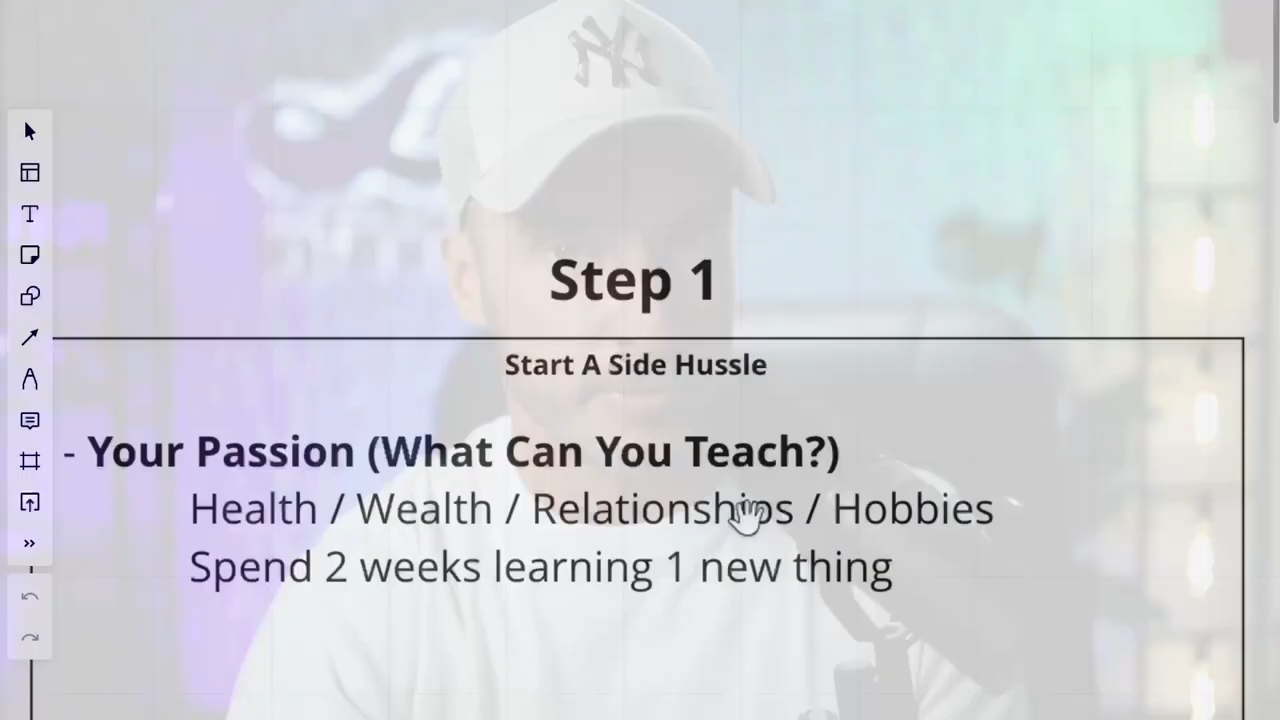 NY
Step 1
Start A Side Hussle
- Your Passion (What Can You Teach?)
Health / Wealth / Relationships / Hobbies
Spend 2 weeks learning 1 new thing